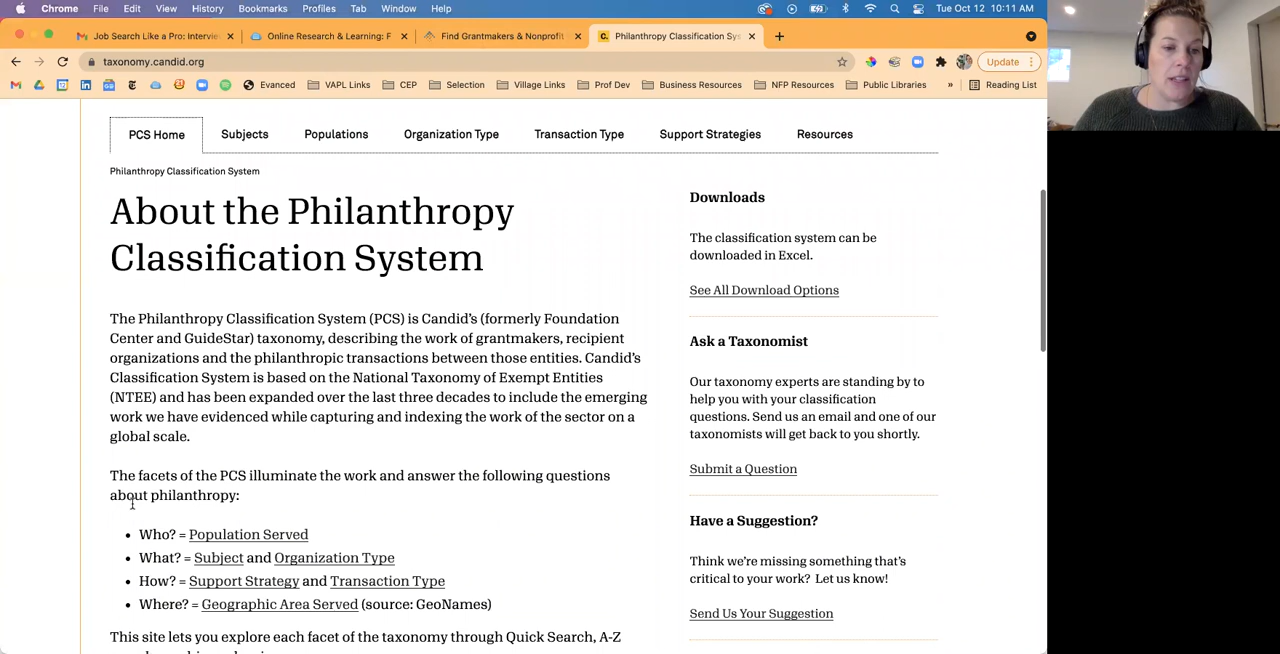 Chrome File Edit View History Bookmarks Profiles Tab Window Help Tue Oct 12 10:11 AM
Job Search Like a Pro: Intervie Online Research & Learning: F Find Grantmakers & Nonprofit Philanthropy Classification Sys
taxonomy.candid.org Update
Evanced VAPL Links CEP Selection Village Links Prof Dev Business Resources NFP Resources Public Libraries » Reading List
PCS Home Subjects Populations Organization Type Transaction Type Support Strategies Resources
Philanthropy Classification System
About the Philanthropy
Classification System
The Philanthropy Classification System (PCS) is Candid's (formerly Foundation
Center and GuideStar) taxonomy, describing the work of grantmakers, recipient
organizations and the philanthropic transactions between those entities. Candid's
Classification System is based on the National Taxonomy of Exempt Entities
(NTEE) and has been expanded over the last three decades to include the emerging
work we have evidenced while capturing and indexing the work of the sector on a
global scale.
The facets of the PCS illuminate the work and answer the following questions
about philanthropy:
• Who? = Population Served
• What? = Subject and Organization Type
• How? = Support Strategy and Transaction Type
• Where? = Geographic Area Served (source: GeoNames)
This site lets you explore each facet of the taxonomy through Quick Search, A-Z
Downloads
The classification system can be
downloaded in Excel.
See All Download Options
Ask a Taxonomist
Our taxonomy experts are standing by to
help you with your classification
questions. Send us an email and one of our
taxonomists will get back to you shortly.
Submit a Question
Have a Suggestion?
Think we're missing something that's
critical to your work? Let us know!
Send Us Your Suggestion